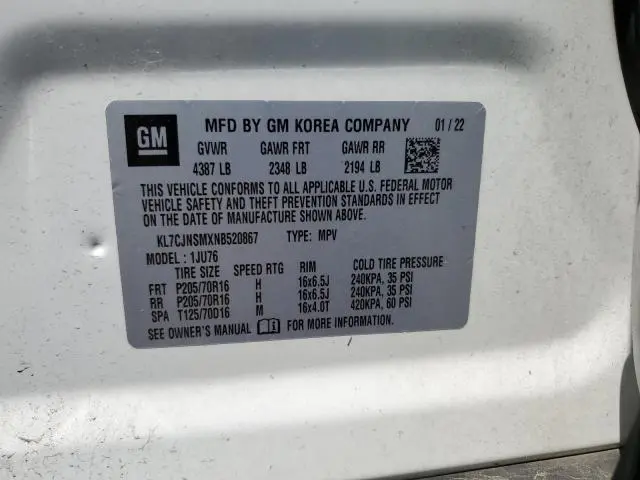 GM MFD BY GM KOREA COMPANY 01 / 22
GVWR GAWR FRT GAWR RR
4387 LB 2348 LB 2194 LB
THIS VEHICLE CONFORMS TO ALL APPLICABLE U.S. FEDERAL MOTOR
VEHICLE SAFETY AND THEFT PREVENTION STANDARDS IN EFFECT
ON THE DATE OF MANUFACTURE SHOWN ABOVE.
KL7CJNSMXNB520867 TYPE: MPV
MODEL : 1JU76
TIRE SIZE SPEED RTG RIM COLD TIRE PRESSURE
FRT P205/70R16 H 16x6.5J 240KPA, 35 PSI
RR P205/70R16 H 16x6.5J 240KPA, 35 PSI
SPA T125/70D16 M 16x4.0T 420KPA, 60 PSI
SEE OWNER'S MANUAL FOR MORE INFORMATION.